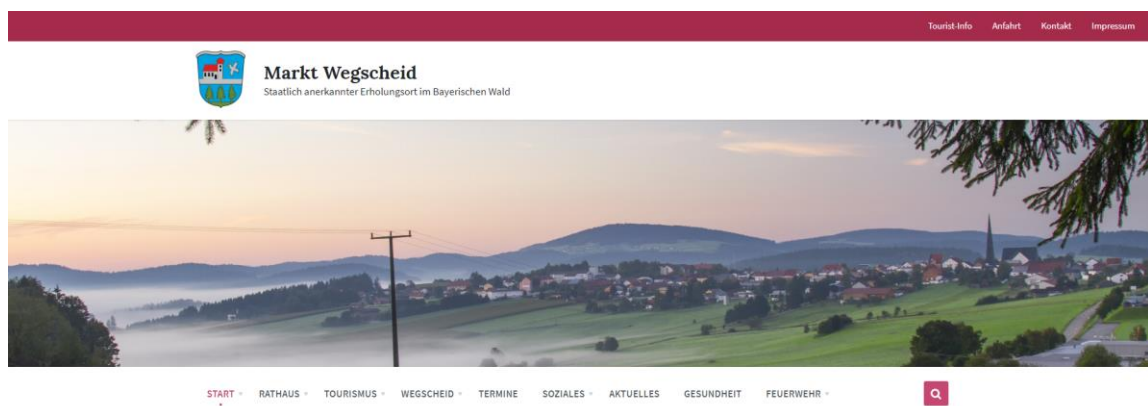 Tourist-Info Anfahrt Kontakt Impressum
Markt Wegscheid
Staatlich anerkannter Erholungsort im Bayerischen Wald
START RATHAUS TOURISMUS WEGSCHEID TERMINE SOZIALES AKTUELLES GESUNDHEIT FEUERWEHR